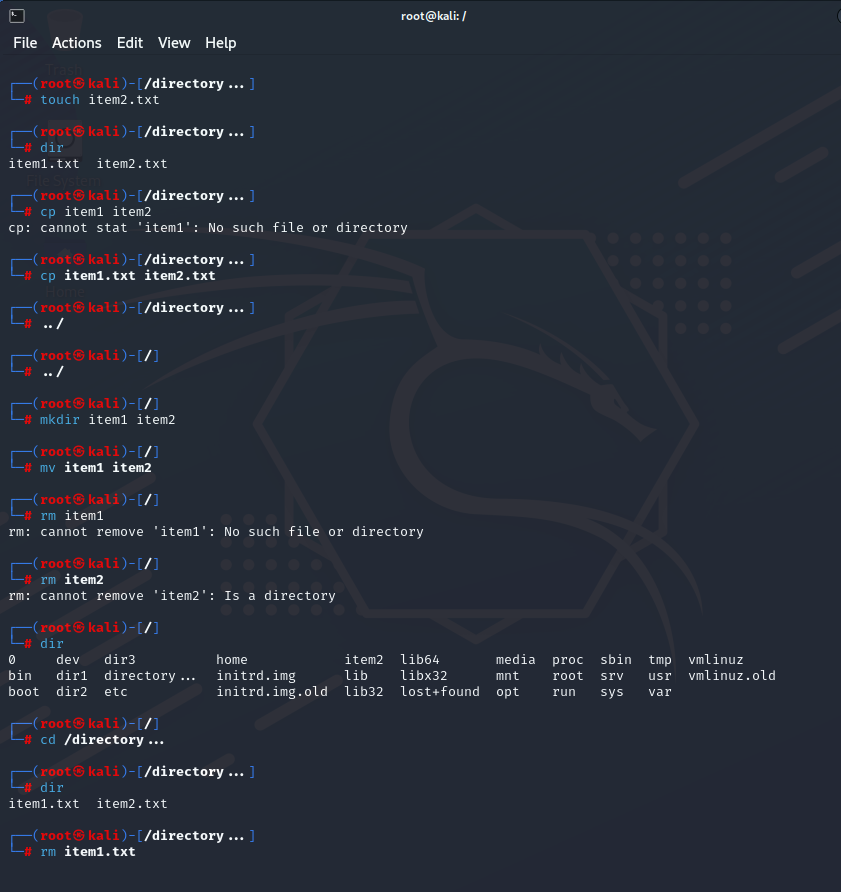 root@kali: /
File Actions Edit View Help
┌──(root㉿kali)-[/directory...]
└─# touch item2.txt
┌──(root㉿kali)-[/directory...]
└─# dir
item1.txt  item2.txt
┌──(root㉿kali)-[/directory...]
└─# cp item1 item2
cp: cannot stat 'item1': No such file or directory
┌──(root㉿kali)-[/directory...]
└─# cp item1.txt item2.txt
┌──(root㉿kali)-[/directory...]
└─# ../
┌──(root㉿kali)-[/]
└─# ../
┌──(root㉿kali)-[/]
└─# mkdir item1 item2
┌──(root㉿kali)-[/]
└─# mv item1 item2
┌──(root㉿kali)-[/]
└─# rm item1
rm: cannot remove 'item1': No such file or directory
┌──(root㉿kali)-[/]
└─# rm item2
rm: cannot remove 'item2': Is a directory
┌──(root㉿kali)-[/]
└─# dir
0     dev   dir3          home            item2  lib64       media  proc  sbin  tmp  vmlinuz
bin   dir1  directory...  initrd.img      lib    libx32      mnt    root  srv   usr  vmlinuz.old
boot  dir2  etc           initrd.img.old  lib32  lost+found  opt    run   sys   var
┌──(root㉿kali)-[/]
└─# cd /directory...
┌──(root㉿kali)-[/directory...]
└─# dir
item1.txt  item2.txt
┌──(root㉿kali)-[/directory...]
└─# rm item1.txt
Trash
File System
Home